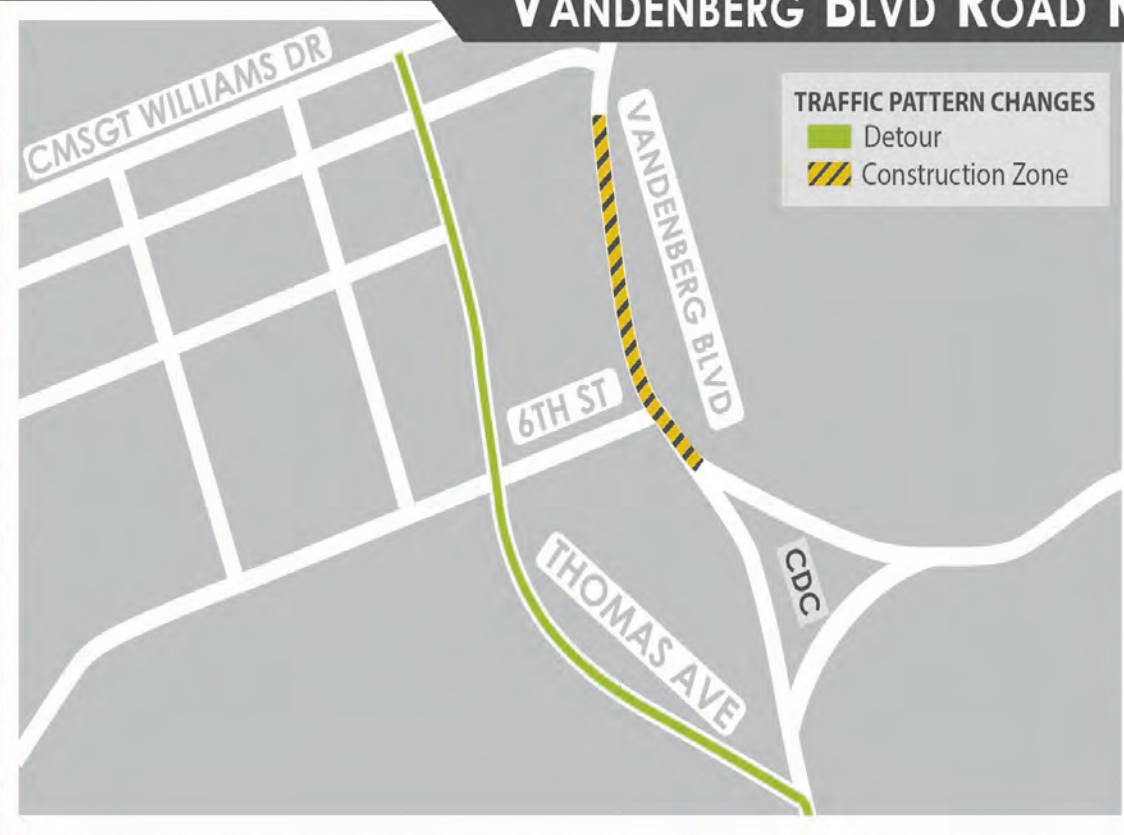 VANDENBERG BLVD ROAD
CMSGT WILLIAMS DR
TRAFFIC PATTERN CHANGES
Detour
Construction Zone
VANDENBERG BLVD
6TH ST
THOMAS AVE
CDC